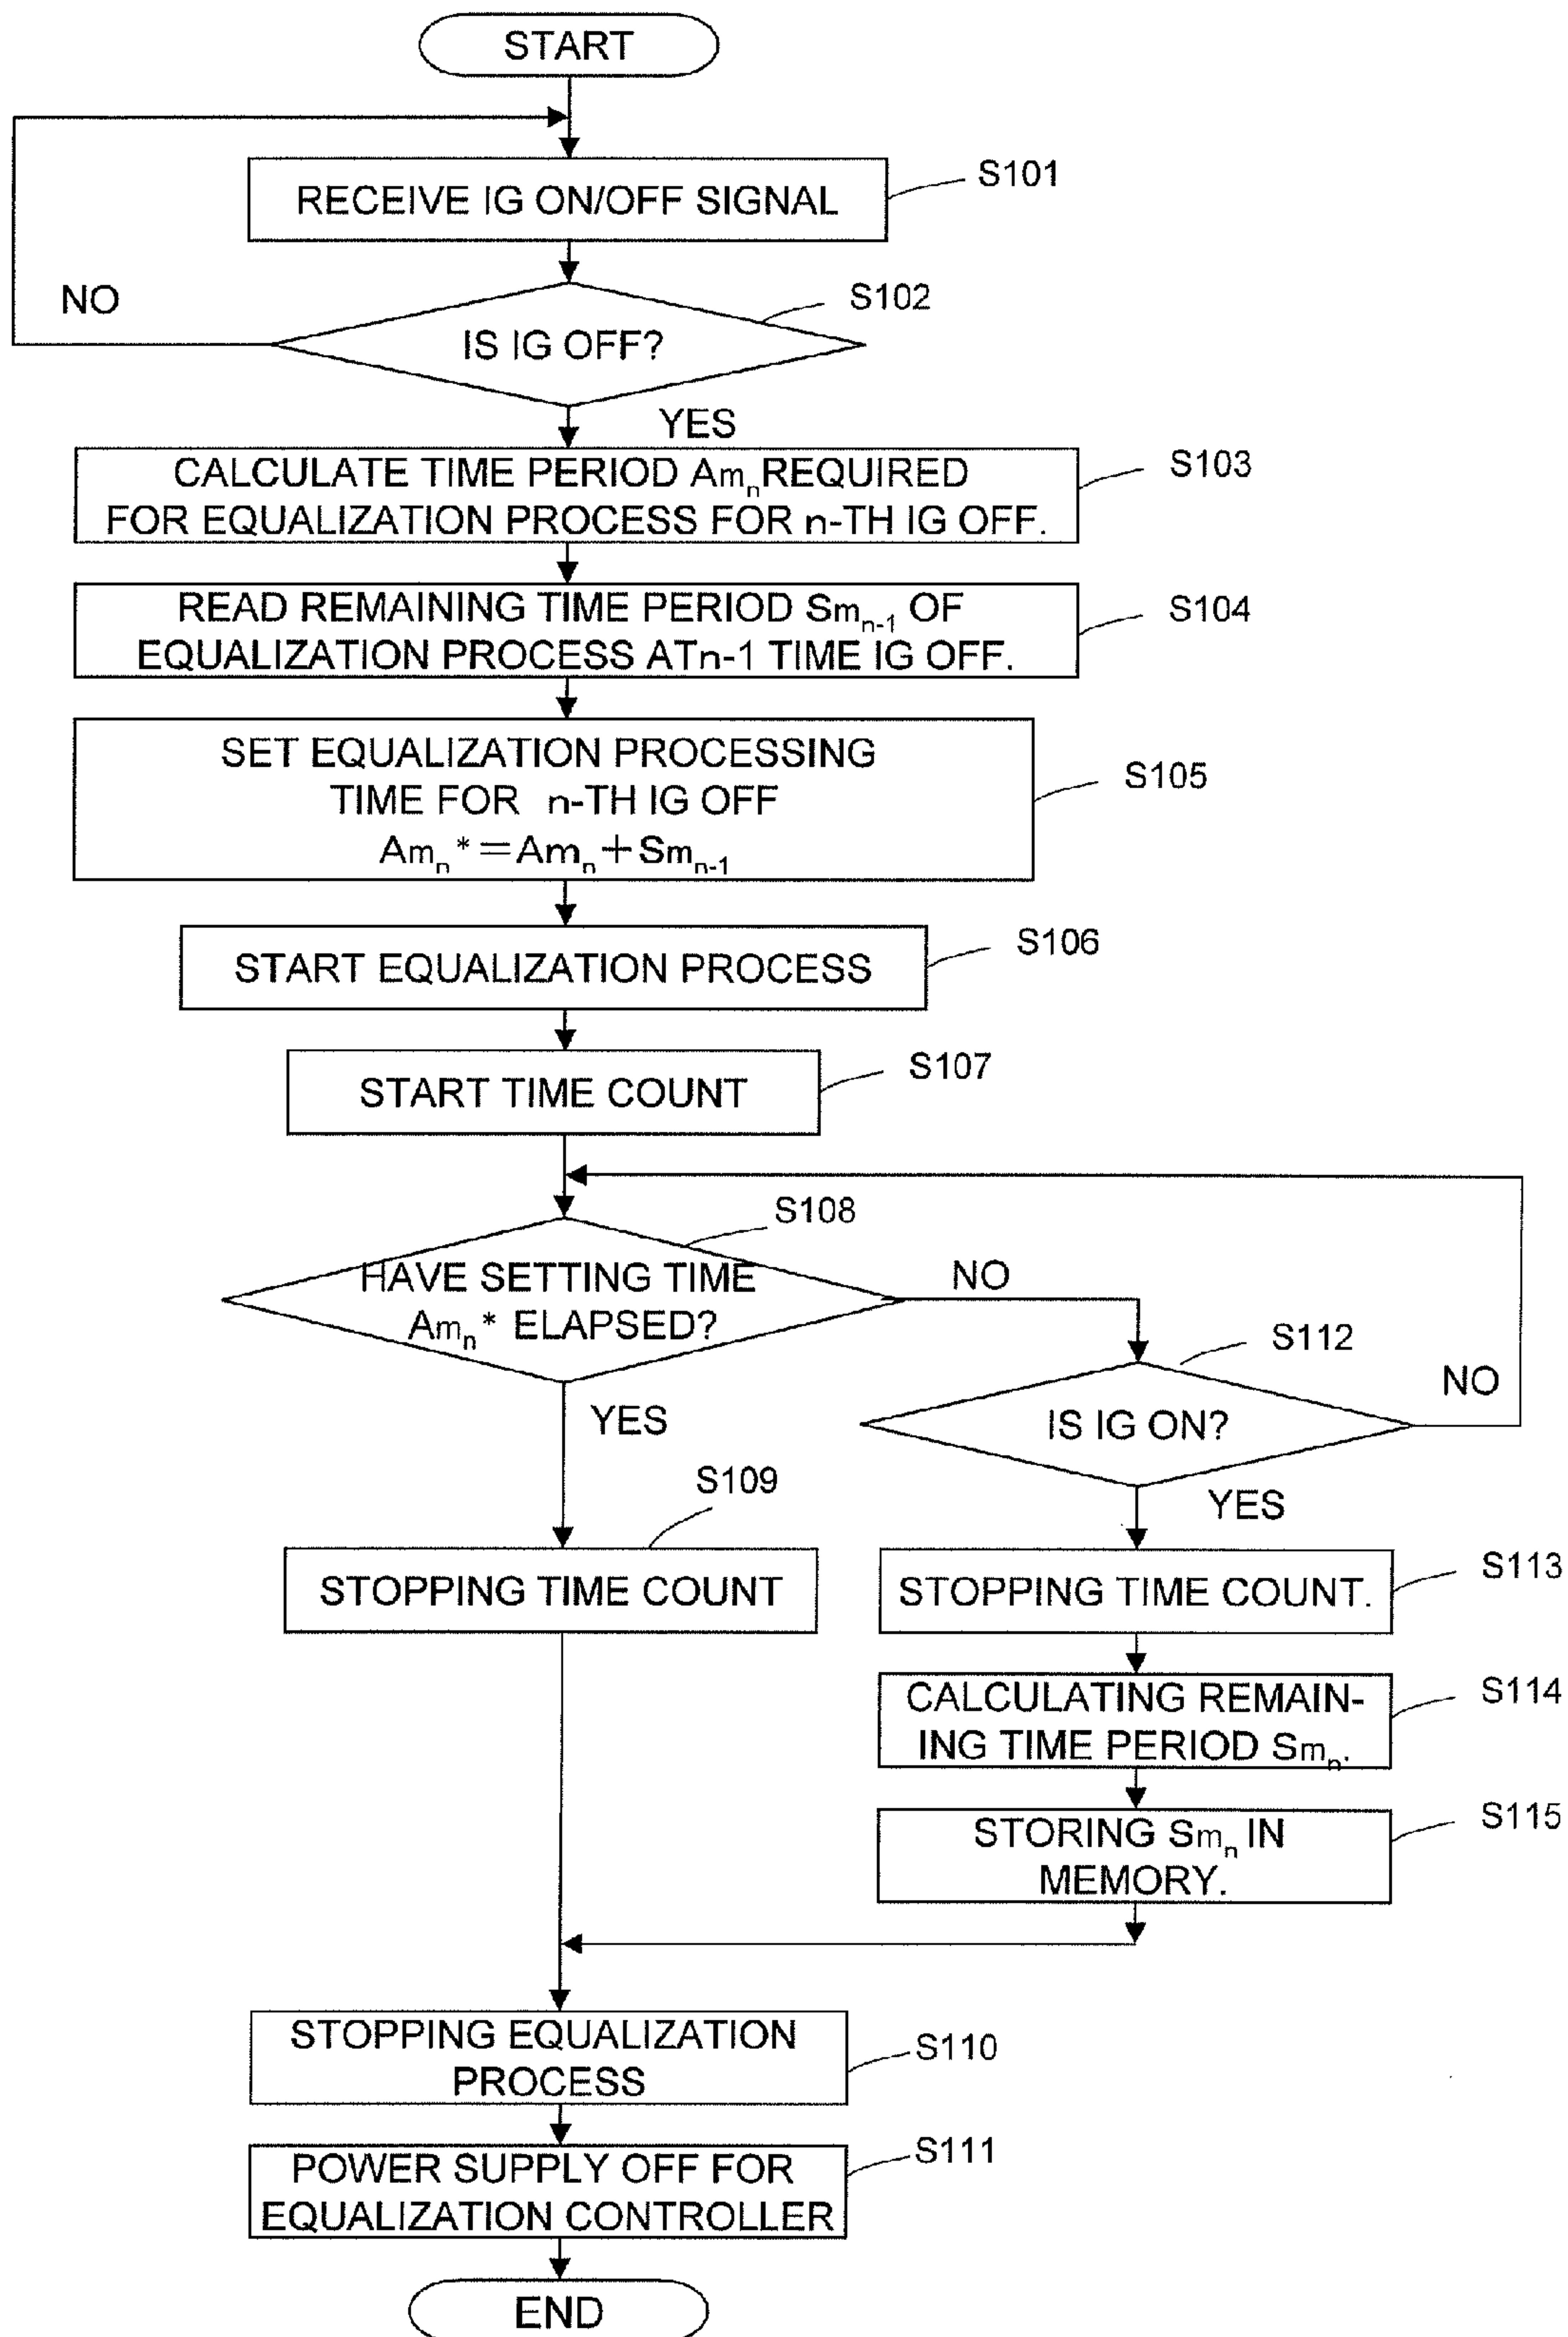 START
RECEIVE IG ON/OFF SIGNAL
S101
NO
S102
IS IG OFF?
YES
CALCULATE TIME PERIOD Amₙ REQUIRED
FOR EQUALIZATION PROCESS FOR n-TH IG OFF.
S103
READ REMAINING TIME PERIOD Smₙ₋₁ OF
EQUALIZATION PROCESS ATn-1 TIME IG OFF.
S104
SET EQUALIZATION PROCESSING
TIME FOR n-TH IG OFF
Amₙ*=Amₙ+Smₙ₋₁
S105
START EQUALIZATION PROCESS
S106
START TIME COUNT
S107
S108
HAVE SETTING TIME
Amₙ* ELAPSED?
NO
S112
IS IG ON?
NO
YES
YES
S109
STOPPING TIME COUNT
STOPPING TIME COUNT.
S113
CALCULATING REMAIN-
ING TIME PERIOD Smₙ.
S114
STORING Smₙ IN
MEMORY.
S115
STOPPING EQUALIZATION
PROCESS
S110
POWER SUPPLY OFF FOR
EQUALIZATION CONTROLLER
S111
END